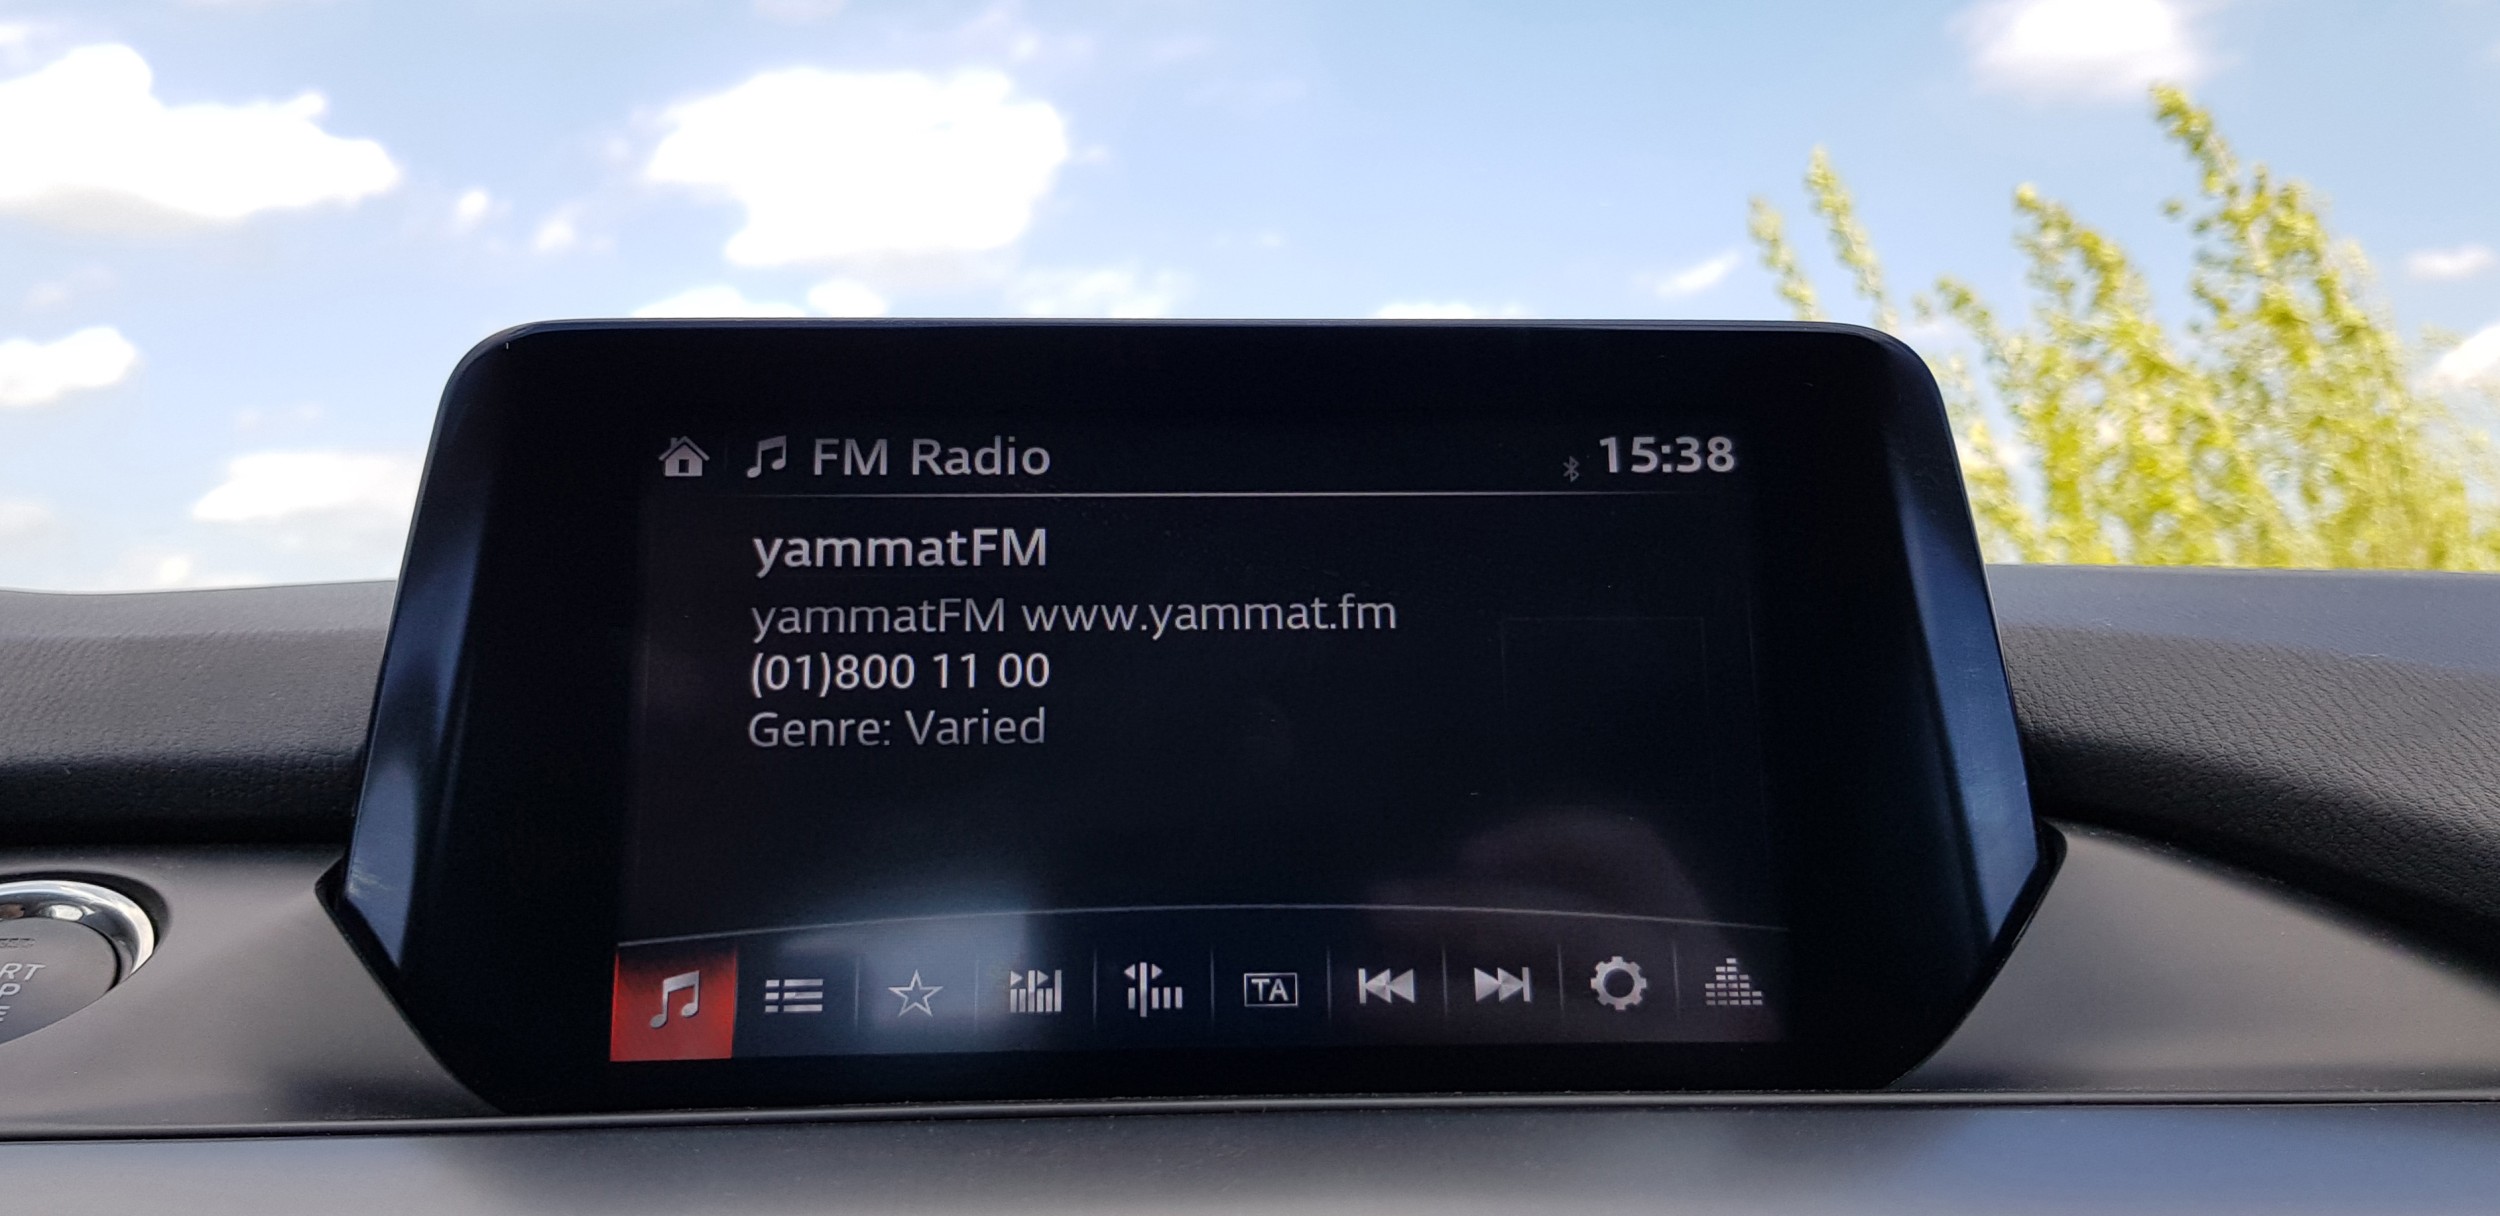 FM Radio 15:38
yammatFM
yammatFM www.yammat.fm
(01)800 11 00
Genre: Varied
TA